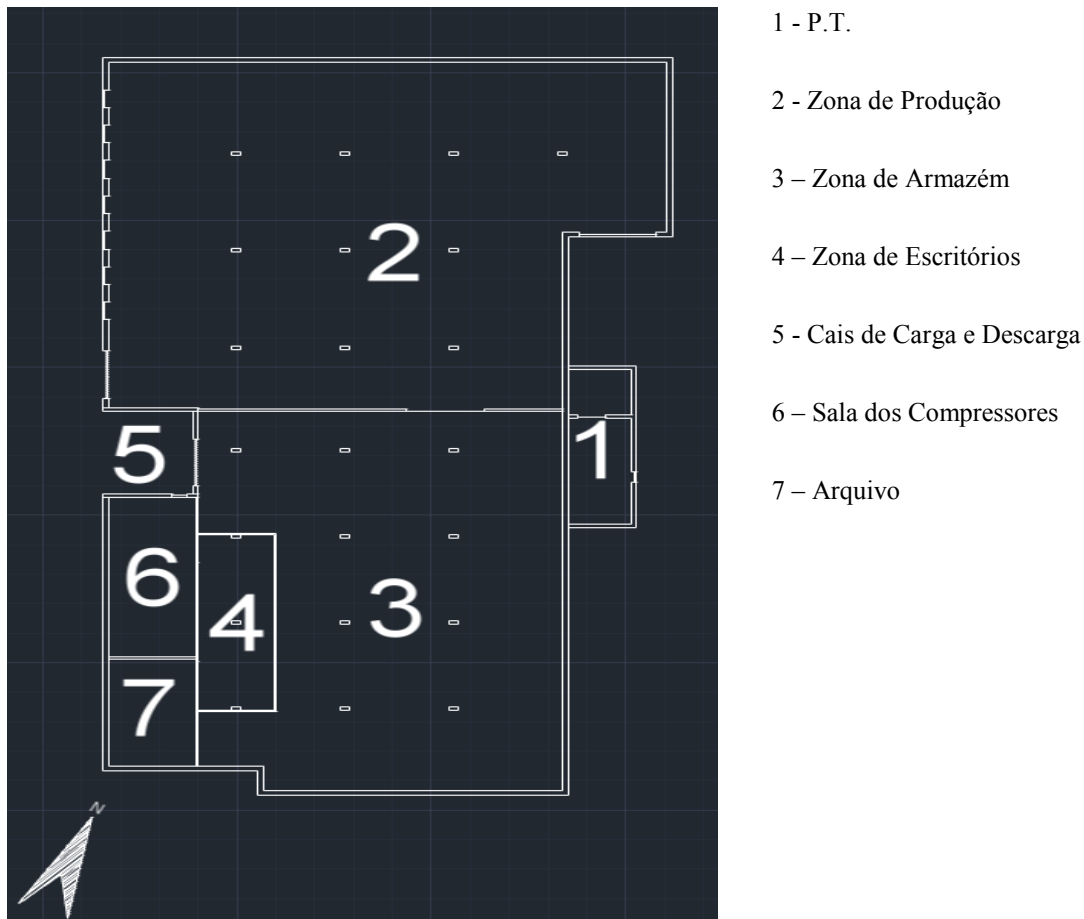 1 - P.T.
2 - Zona de Produção
3 – Zona de Armazém
4 – Zona de Escritórios
5 - Cais de Carga e Descarga
6 – Sala dos Compressores
7 – Arquivo
2
5
1
6
4
3
7
N